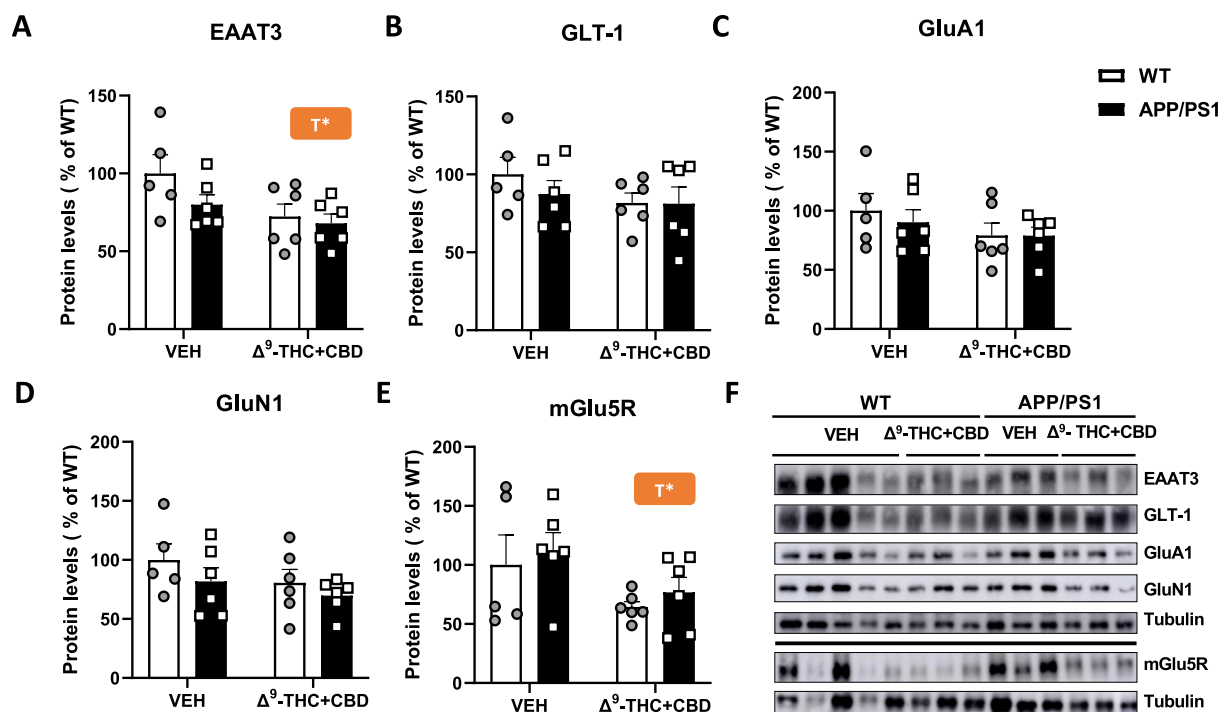 A
EAAT3
Protein levels ( % of WT)
150
100
50
0
T*
VEH
Δ⁹-THC+CBD
B
GLT-1
Protein levels ( % of WT)
150
100
50
0
VEH
Δ⁹-THC+CBD
C
GluA1
Protein levels ( % of WT)
200
150
100
50
0
VEH
Δ⁹-THC+CBD
WT
APP/PS1
D
GluN1
Protein levels ( % of WT)
200
150
100
50
0
VEH
Δ⁹-THC+CBD
E
mGlu5R
Protein levels ( % of WT)
200
150
100
50
0
T*
VEH
Δ⁹-THC+CBD
F
WT APP/PS1
VEH Δ⁹-THC+CBD VEH Δ⁹- THC+CBD
EAAT3
GLT-1
GluA1
GluN1
Tubulin
mGlu5R
Tubulin